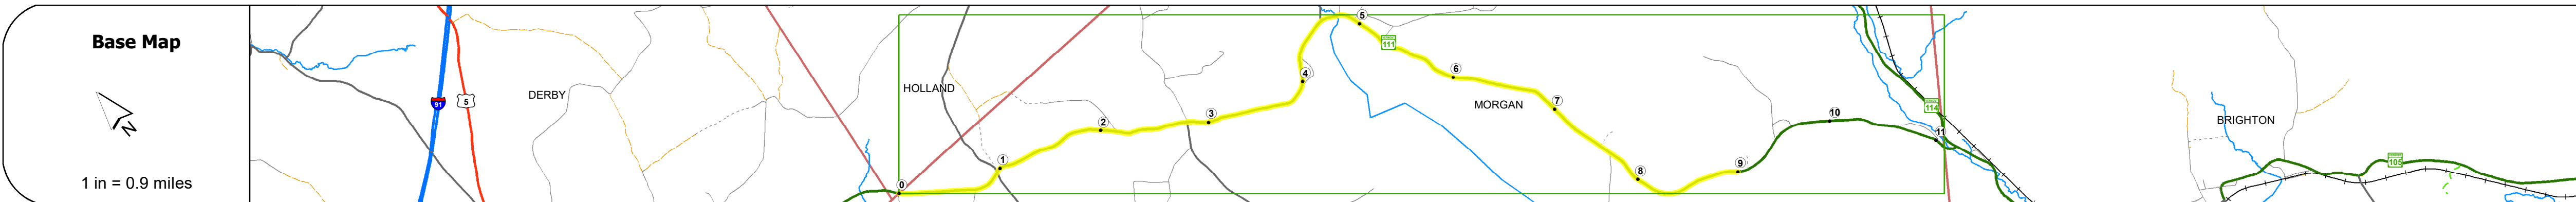 Base Map
N
1 in = 0.9 miles
91
5
DERBY
HOLLAND
0
1
2
3
4
5
111
6
MORGAN
7
8
9
10
114
11
BRIGHTON
105